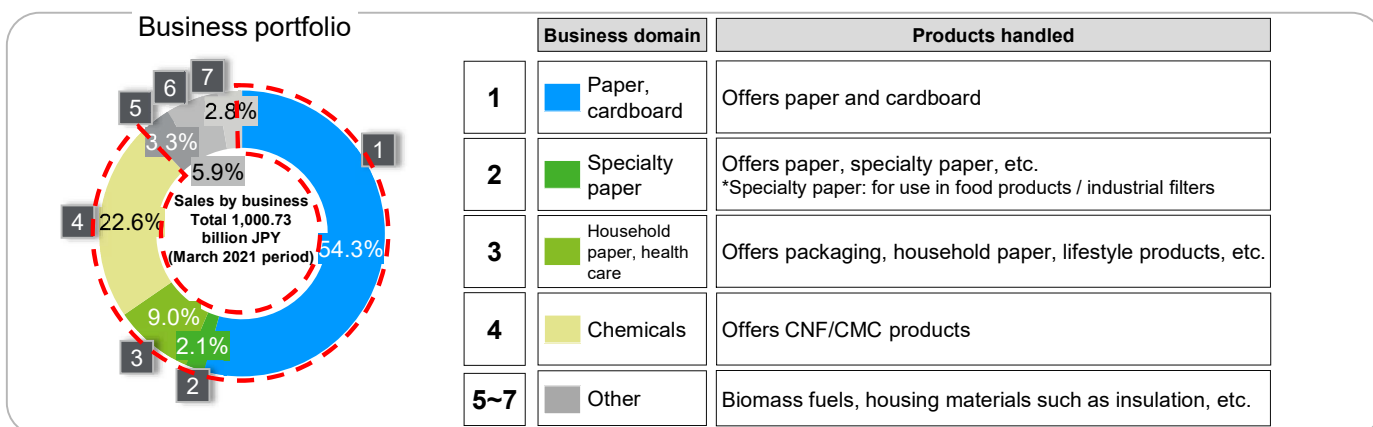 Business portfolio
7
6
5
2.8%
3.3%
5.9%
1
4
22.6%
Sales by business
Total 1,000.73
billion JPY
(March 2021 period)
54.3%
9.0%
2.1%
3
2
Business domain
Products handled
1
Paper,
cardboard
Offers paper and cardboard
2
Specialty
paper
Offers paper, specialty paper, etc.
*Specialty paper: for use in food products / industrial filters
3
Household
paper, health
care
Offers packaging, household paper, lifestyle products, etc.
4
Chemicals
Offers CNF/CMC products
5~7
Other
Biomass fuels, housing materials such as insulation, etc.